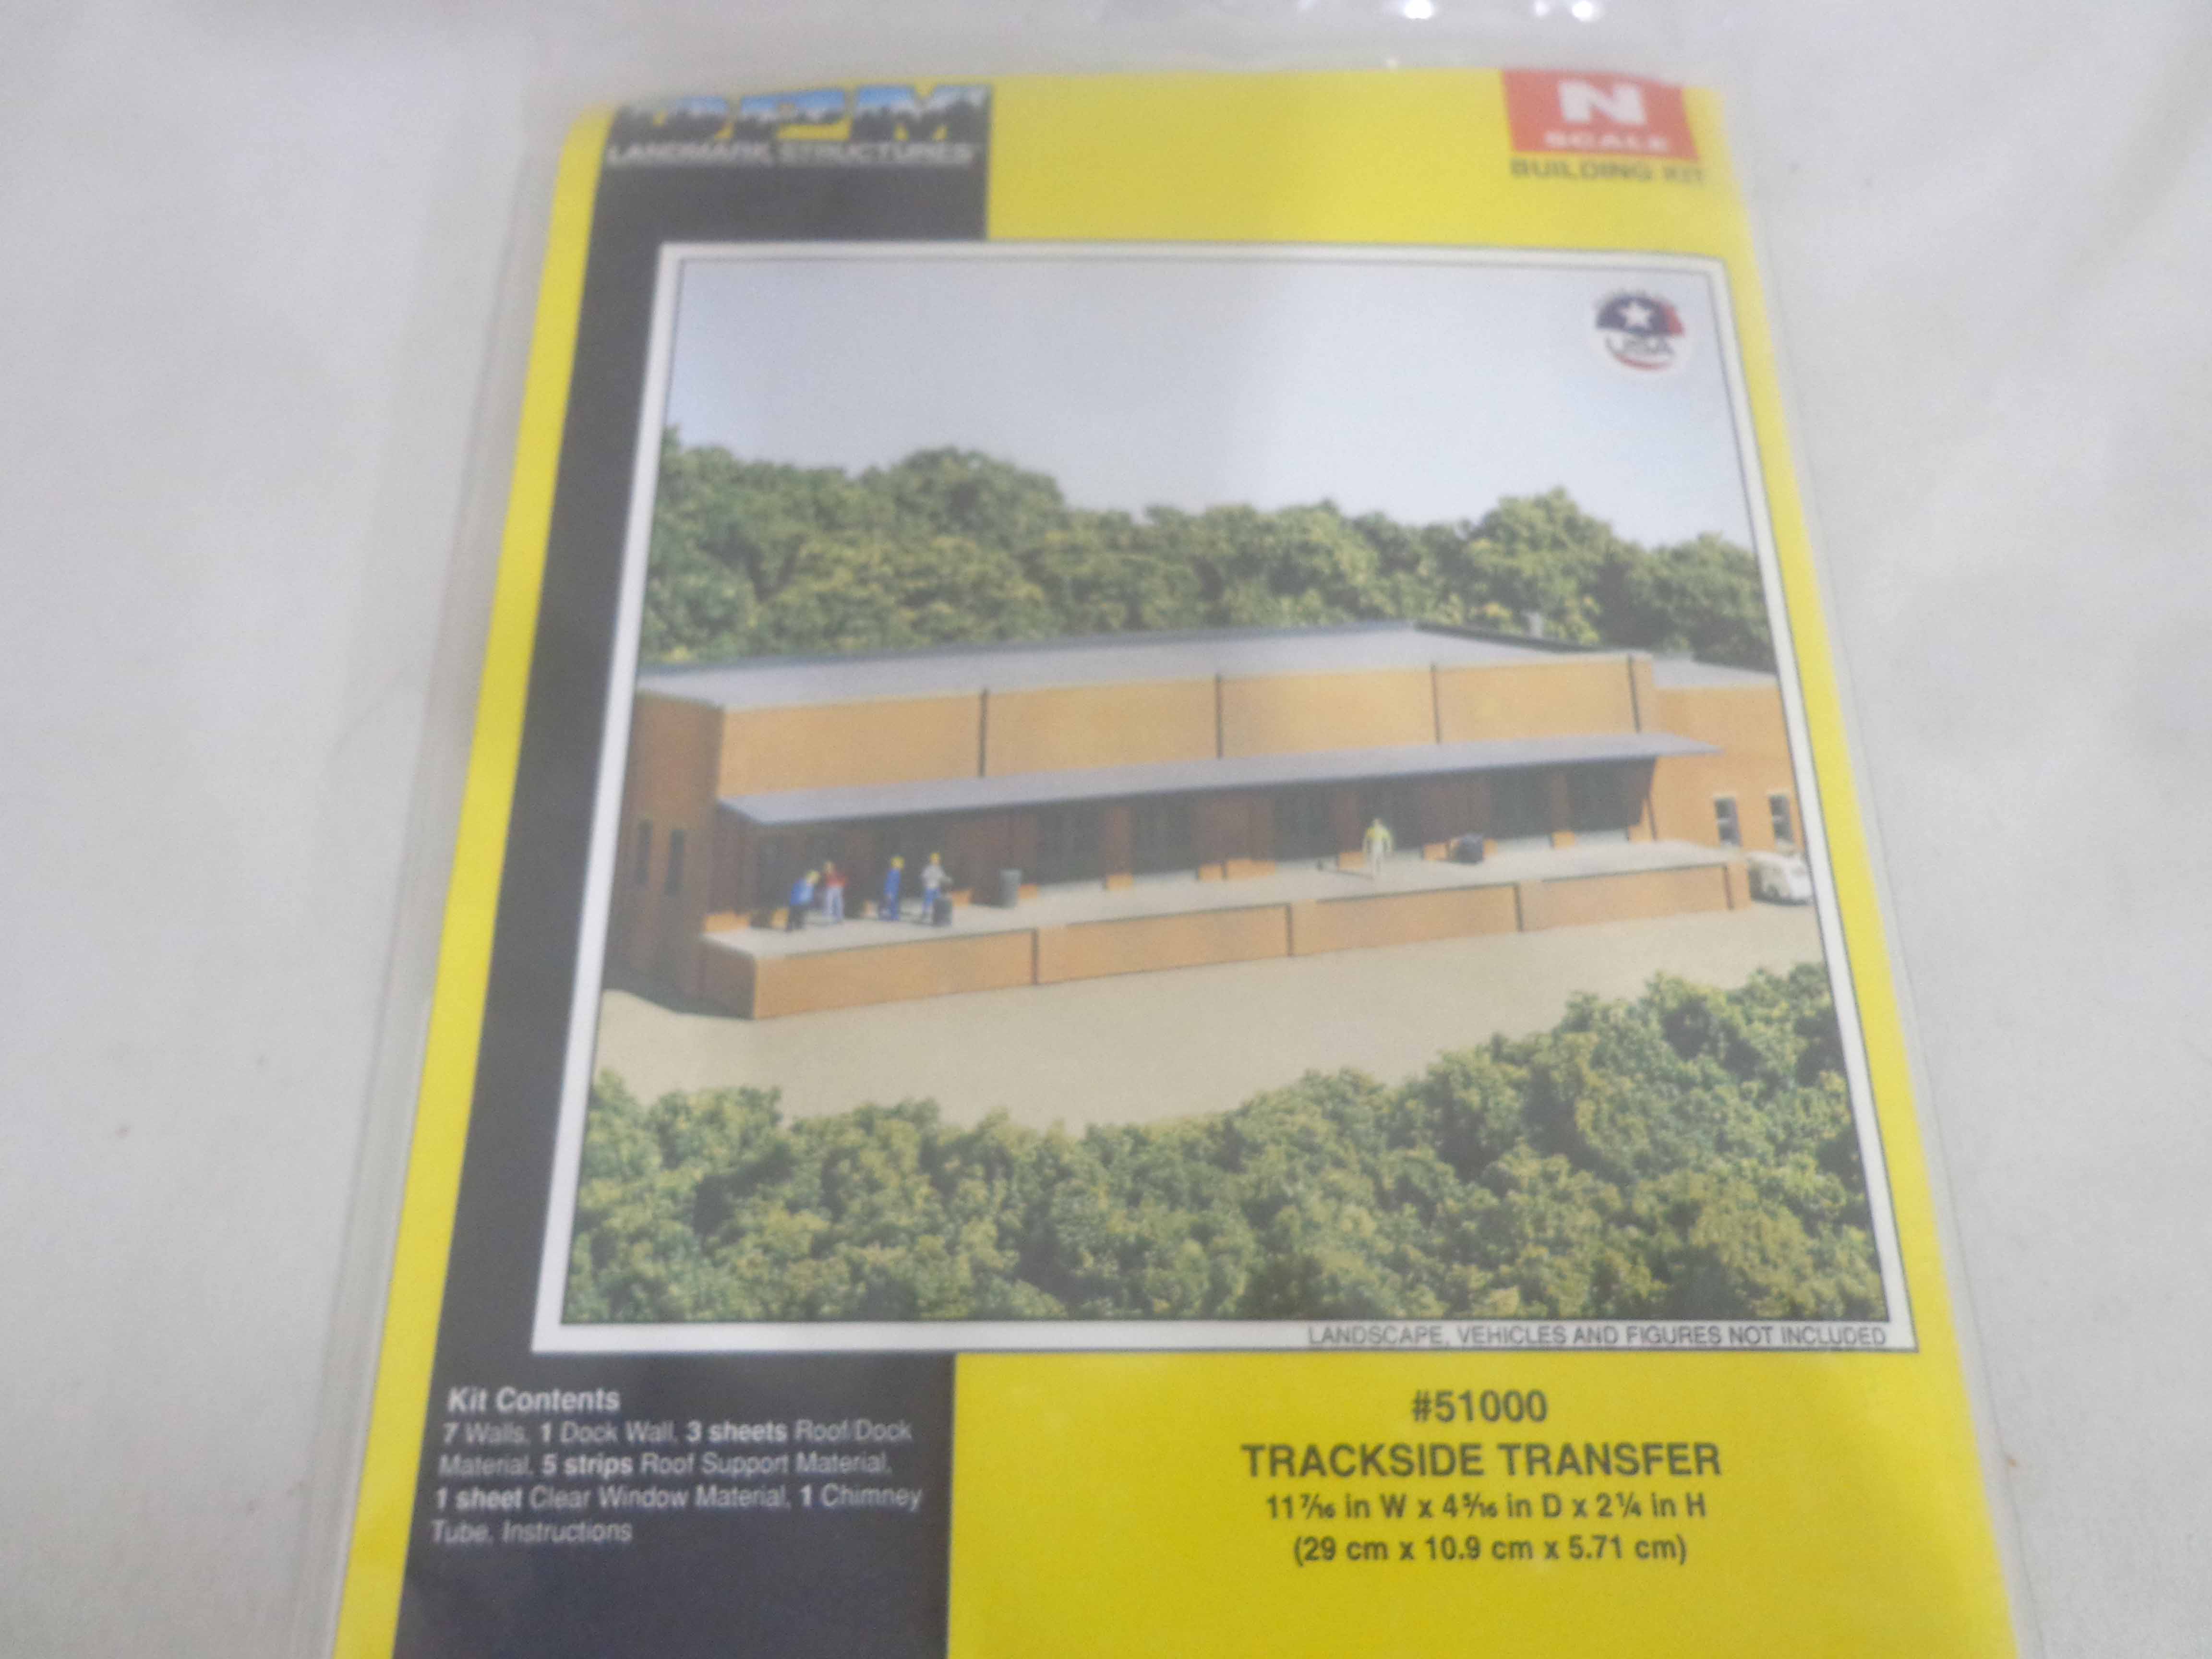 DPM
LANDMARK STRUCTURES
N
SCALE
BUILDING KIT
USA
LANDSCAPE, VEHICLES AND FIGURES NOT INCLUDED
Kit Contents
7 Walls, 1 Dock Wall, 3 sheets Roof/Dock
Material, 5 strips Roof Support Material,
1 sheet Clear Window Material, 1 Chimney
Tube, Instructions
#51000
TRACKSIDE TRANSFER
11 7⁄16 in W x 4 5⁄16 in D x 2 1⁄4 in H
(29 cm x 10.9 cm x 5.71 cm)